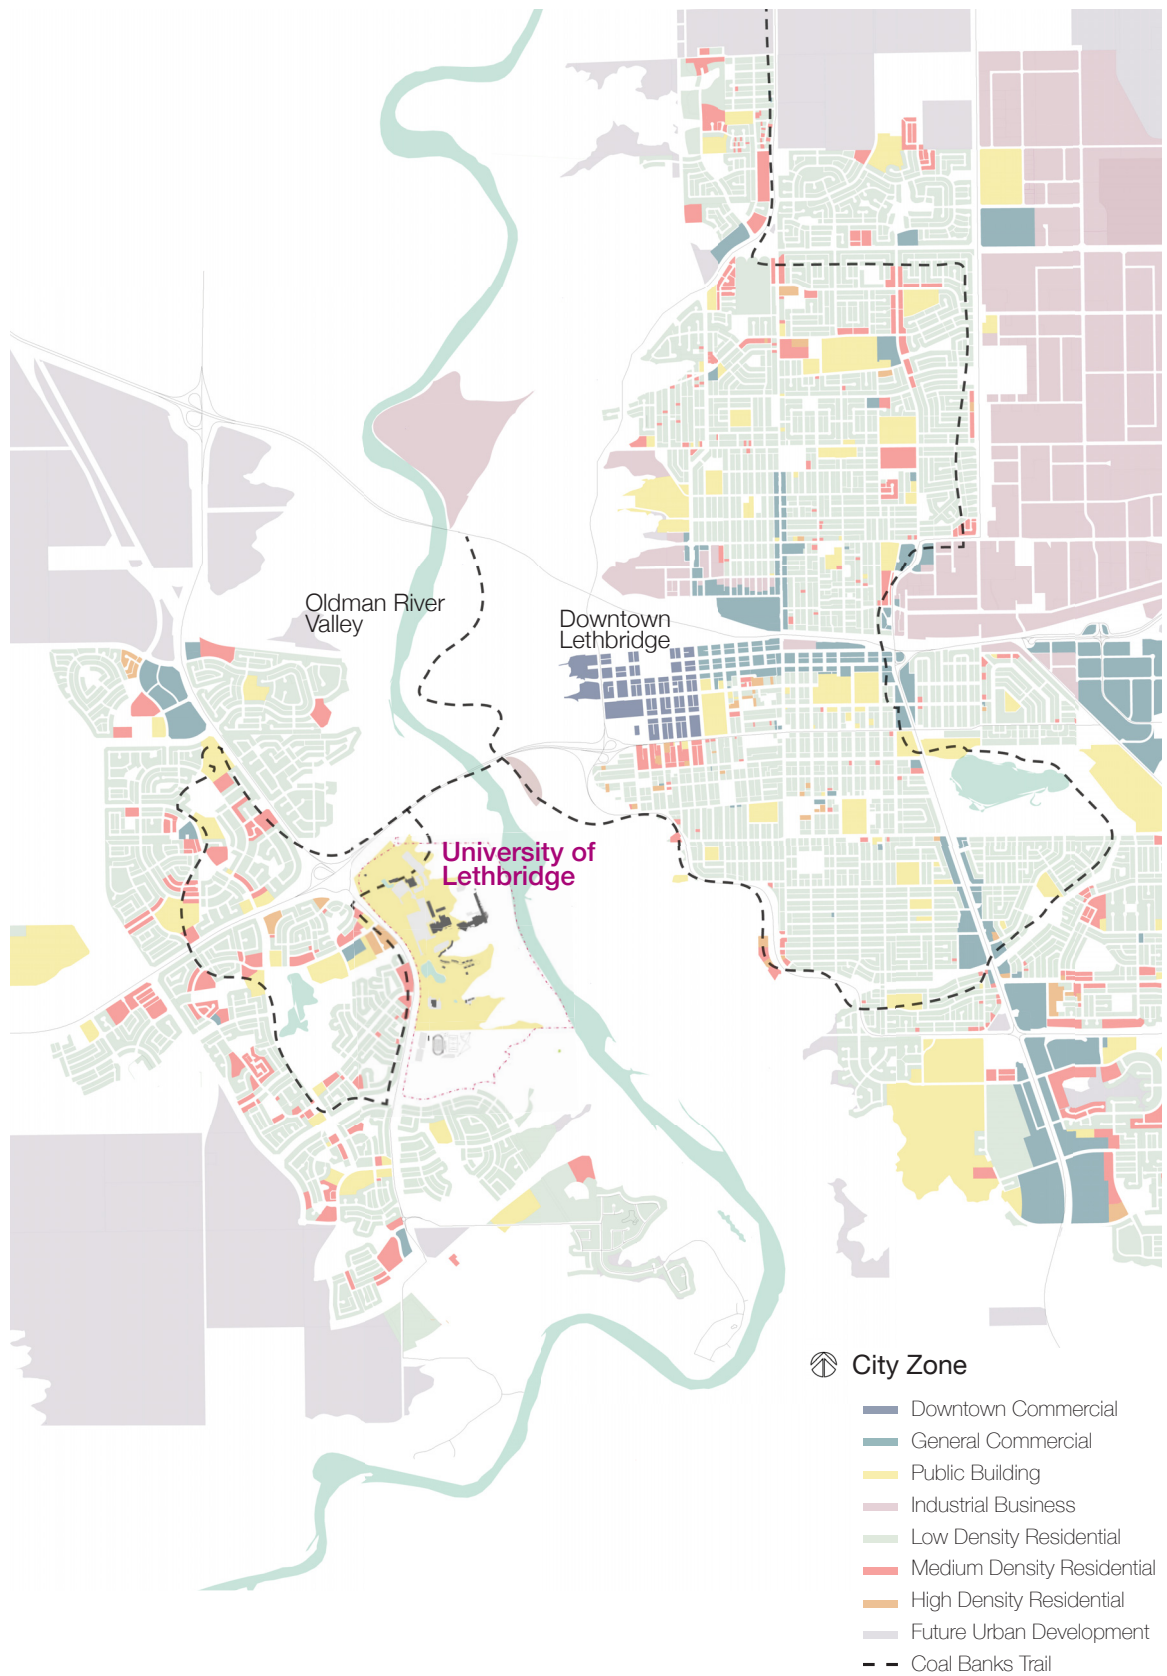 Oldman River
Valley
Downtown
Lethbridge
University of
Lethbridge
City Zone
Downtown Commercial
General Commercial
Public Building
Industrial Business
Low Density Residential
Medium Density Residential
High Density Residential
Future Urban Development
Coal Banks Trail